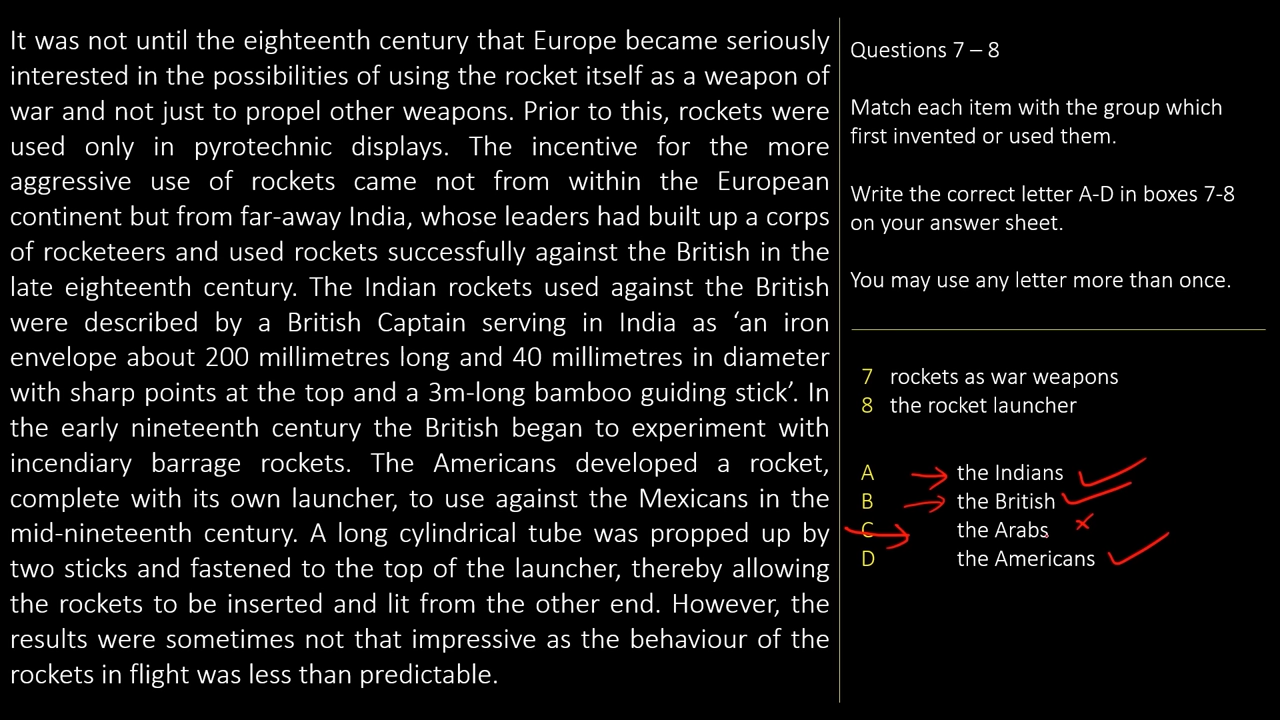 It was not until the eighteenth century that Europe became seriously
interested in the possibilities of using the rocket itself as a weapon of
war and not just to propel other weapons. Prior to this, rockets were
used only in pyrotechnic displays. The incentive for the more
aggressive use of rockets came not from within the European
continent but from far-away India, whose leaders had built up a corps
of rocketeers and used rockets successfully against the British in the
late eighteenth century. The Indian rockets used against the British
were described by a British Captain serving in India as ‘an iron
envelope about 200 millimetres long and 40 millimetres in diameter
with sharp points at the top and a 3m-long bamboo guiding stick’. In
the early nineteenth century the British began to experiment with
incendiary barrage rockets. The Americans developed a rocket,
complete with its own launcher, to use against the Mexicans in the
mid-nineteenth century. A long cylindrical tube was propped up by
two sticks and fastened to the top of the launcher, thereby allowing
the rockets to be inserted and lit from the other end. However, the
results were sometimes not that impressive as the behaviour of the
rockets in flight was less than predictable.
Questions 7 – 8
Match each item with the group which
first invented or used them.
Write the correct letter A-D in boxes 7-8
on your answer sheet.
You may use any letter more than once.
7 rockets as war weapons
8 the rocket launcher
A the Indians
B the British
C the Arabs
D the Americans